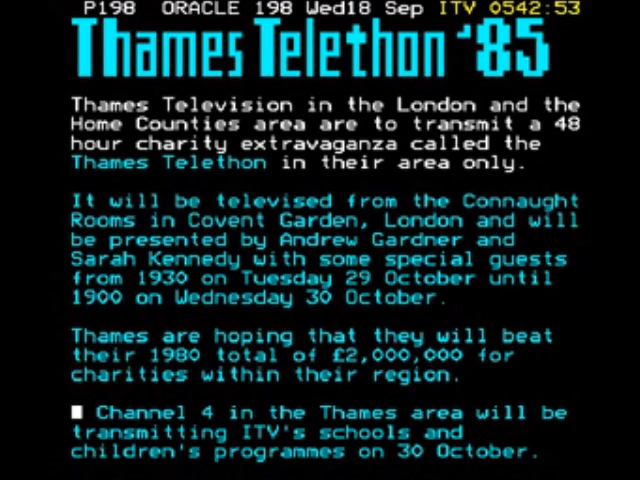 P198 ORACLE 198 Wed18 Sep ITV 0542:53
Thames Telethon '85
Thames Television in the London and the
Home Counties area are to transmit a 48
hour charity extravaganza called the
Thames Telethon in their area only.
It will be televised from the Connaught
Rooms in Covent Garden, London and will
be presented by Andrew Gardner and
Sarah Kennedy with some special guests
from 1930 on Tuesday 29 October until
1900 on Wednesday 30 October.
Thames are hoping that they will beat
their 1980 total of £2,000,000 for
charities within their region.
Channel 4 in the Thames area will be
transmitting ITV's schools and
children's programmes on 30 October.